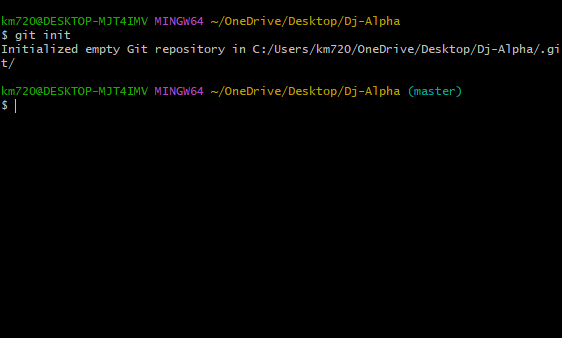 km720@DESKTOP-MJT4IMV MINGW64 ~/OneDrive/Desktop/Dj-Alpha
$ git init
Initialized empty Git repository in C:/Users/km720/OneDrive/Desktop/Dj-Alpha/.gi
t/
km720@DESKTOP-MJT4IMV MINGW64 ~/OneDrive/Desktop/Dj-Alpha (master)
$